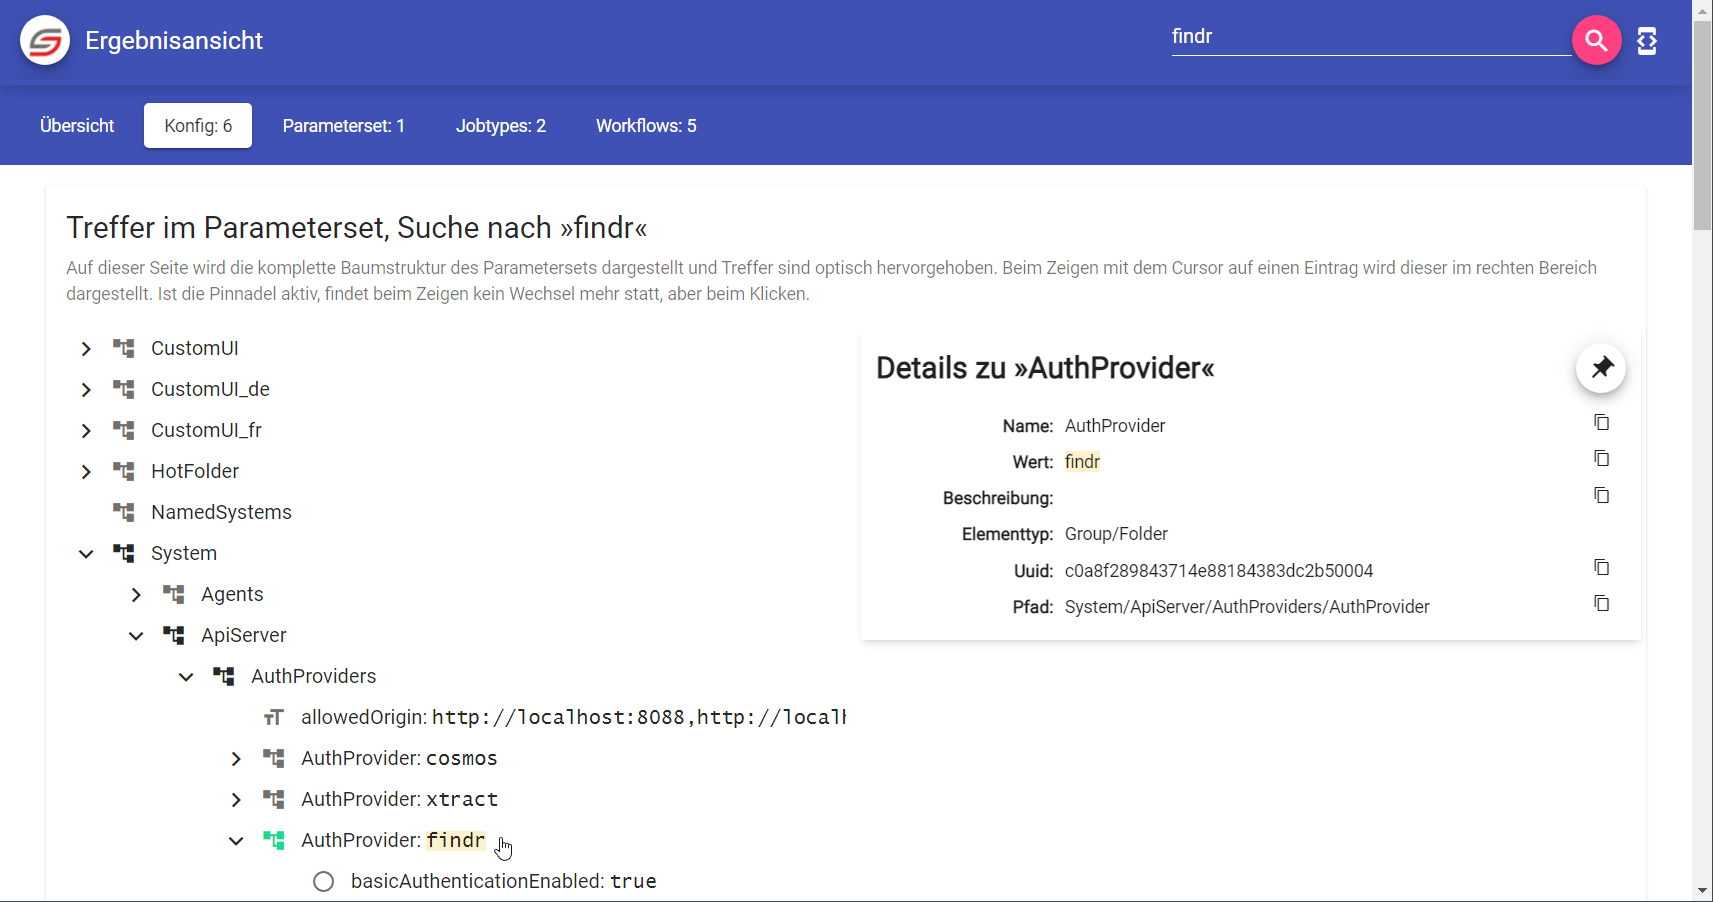 Ergebnisansicht
findr
Übersicht
Konfig: 6
Parameterset: 1
Jobtypes: 2
Workflows: 5
Treffer im Parameterset, Suche nach »findr«
Auf dieser Seite wird die komplette Baumstruktur des Parametersets dargestellt und Treffer sind optisch hervorgehoben. Beim Zeigen mit dem Cursor auf einen Eintrag wird dieser im rechten Bereich
dargestellt. Ist die Pinnadel aktiv, findet beim Zeigen kein Wechsel mehr statt, aber beim Klicken.
CustomUI
CustomUI_de
CustomUI_fr
HotFolder
NamedSystems
System
Agents
ApiServer
AuthProviders
allowedOrigin: http://localhost:8088,http://local
AuthProvider: cosmos
AuthProvider: xtract
AuthProvider: findr
basicAuthenticationEnabled: true
Details zu »AuthProvider«
Name: AuthProvider
Wert: findr
Beschreibung:
Elementtyp: Group/Folder
Uuid: c0a8f289843714e88184383dc2b50004
Pfad: System/ApiServer/AuthProviders/AuthProvider